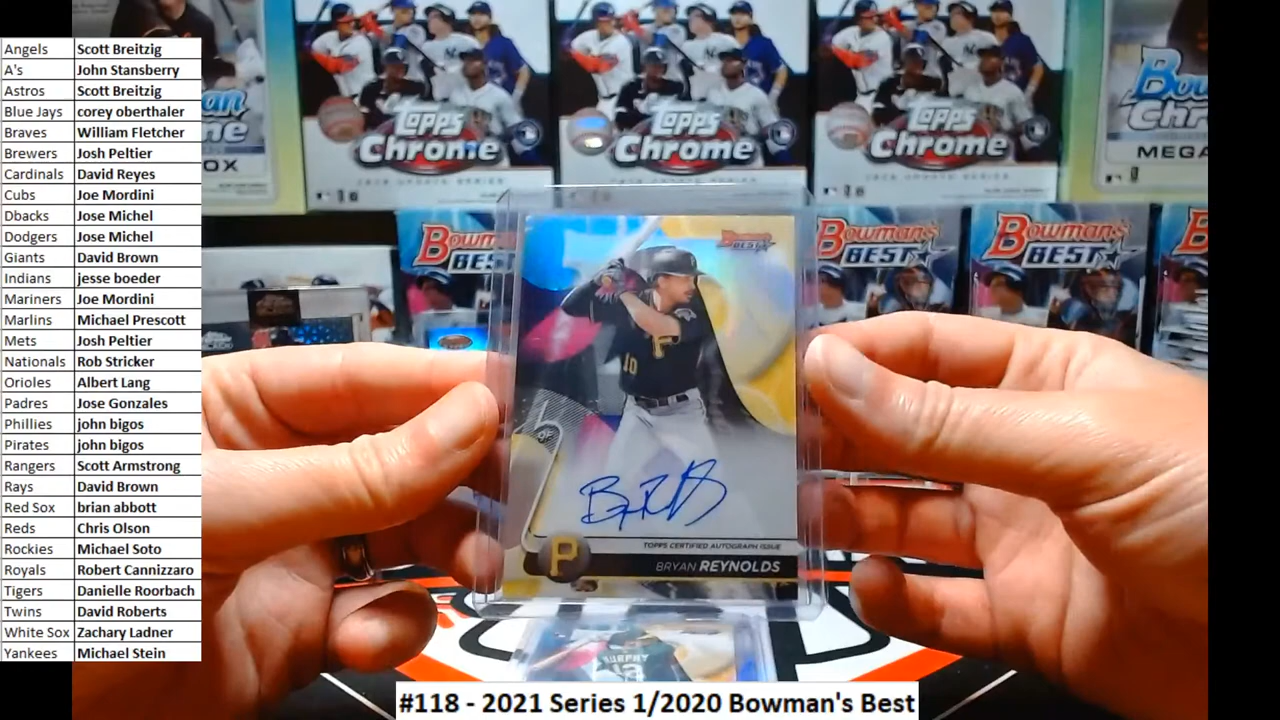 Angels Scott Breitzig
A's John Stansberry
Astros Scott Breitzig
Blue Jays corey oberthaler
Braves William Fletcher
Brewers Josh Peltier
Cardinals David Reyes
Cubs Joe Mordini
Dbacks Jose Michel
Dodgers Jose Michel
Giants David Brown
Indians jesse boeder
Mariners Joe Mordini
Marlins Michael Prescott
Mets Josh Peltier
Nationals Rob Stricker
Orioles Albert Lang
Padres Jose Gonzales
Phillies john bigos
Pirates john bigos
Rangers Scott Armstrong
Rays David Brown
Red Sox brian abbott
Reds Chris Olson
Rockies Michael Soto
Royals Robert Cannizzaro
Tigers Danielle Roorbach
Twins David Roberts
White Sox Zachary Ladner
Yankees Michael Stein
Topps
Chrome
Topps
Chrome
Topps
Chrome
MEGA
OX
Bowman's
BEST
Bowman's
BEST
Bowman's
BEST
10
OF
P
TOPPS CERTIFIED AUTOGRAPH ISSUE
BRYAN REYNOLDS
MURPHY
#118 - 2021 Series 1/2020 Bowman's Best